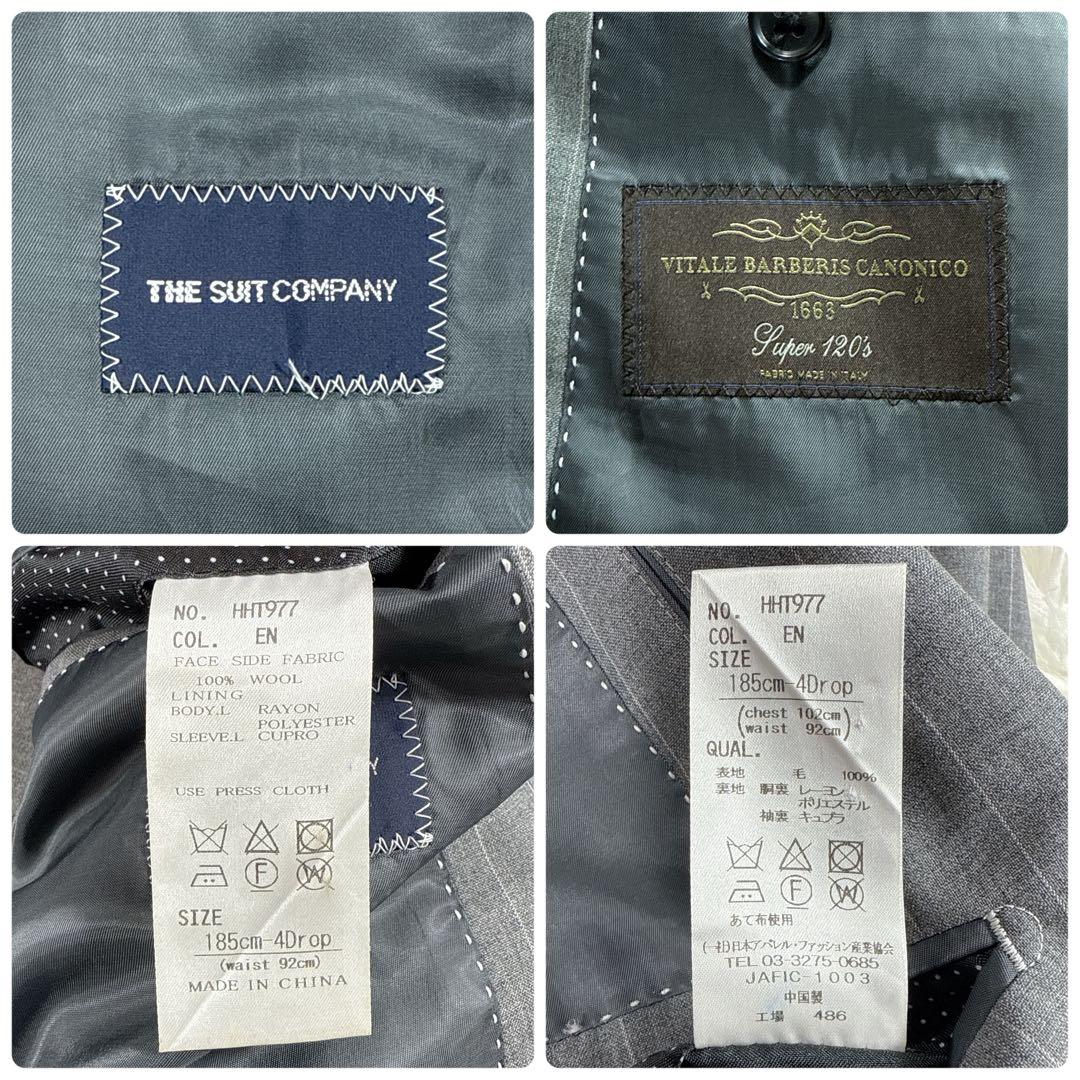 THE SUIT COMPANY
VITALE BARBERIS CANONICO
1663
Super 120's
FABRIC MADE IN ITALY
NO. HHT977
COL. EN
FACE SIDE FABRIC
100% WOOL
LINING
BODY.L RAYON
POLYESTER
SLEEVE.L CUPRO
USE PRESS CLOTH
F W
SIZE
185cm-4Drop
(waist 92cm)
MADE IN CHINA
Y
NO. HHT977
COL. EN
SIZE
185cm-4Drop
(chest 102cm
waist 92cm)
QUAL.
表地 毛 100%
裏地 胴裏 レーヨン
ポリエステル
袖裏 キュプラ
F W
あて布使用
(一社)日本アパレル・ファッション産業協会
TEL 03-3275-0685
JAFIC-1003
中国製
工場 486